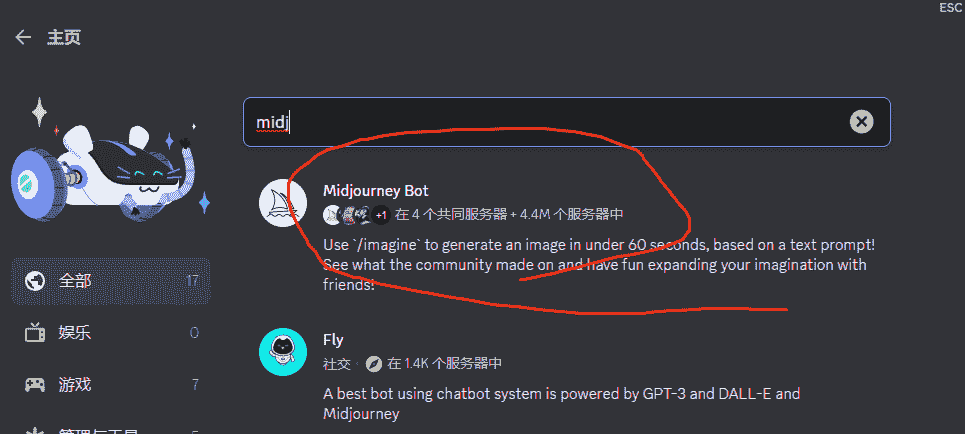 ESC
主页
midj
Midjourney Bot
+1 在 4 个共同服务器 + 4.4M 个服务器中
Use `/imagine` to generate an image in under 60 seconds, based on a text prompt!
See what the community made on and have fun expanding your imagination with
friends!
全部 17
娱乐 0
游戏 7
Fly
社交 · 在 1.4K 个服务器中
A best bot using chatbot system is powered by GPT-3 and DALL-E and
Midjourney